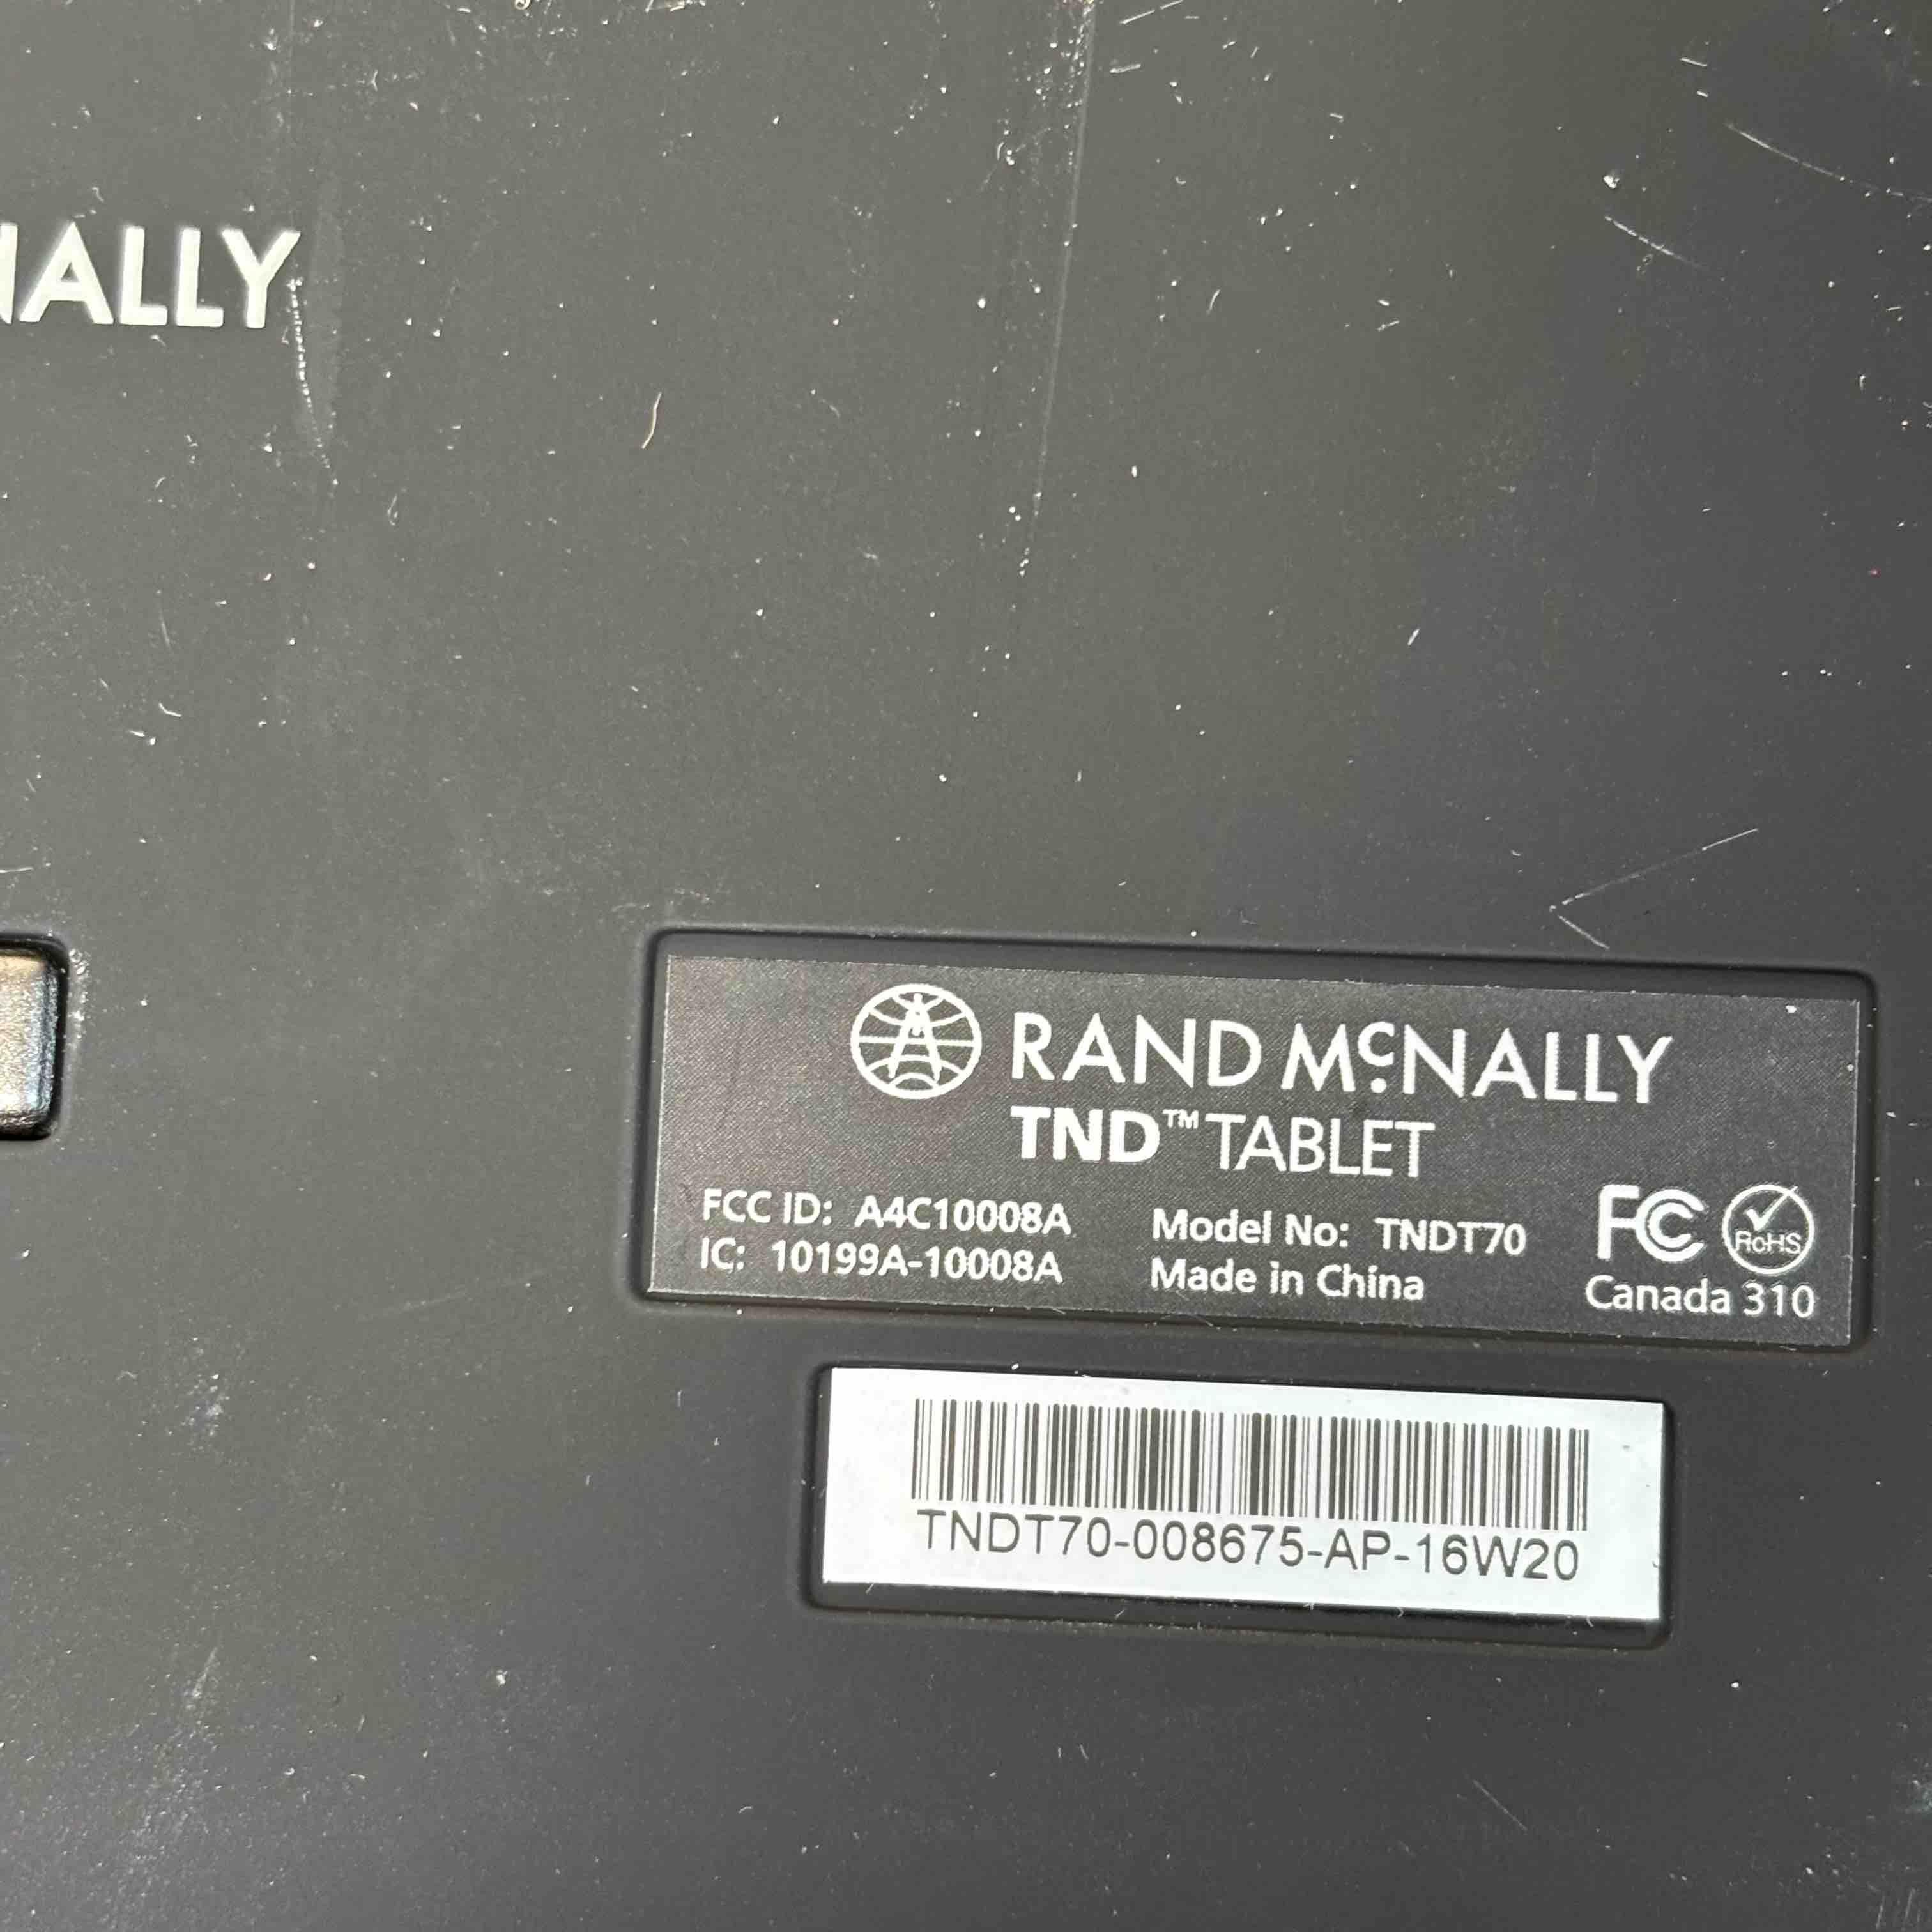 NALLY
RAND McNALLY
TND™ TABLET
FCC ID: A4C10008A
IC: 10199A-10008A
Model No: TNDT70
Made in China
FC RoHS
Canada 310
TNDT70-008675-AP-16W20